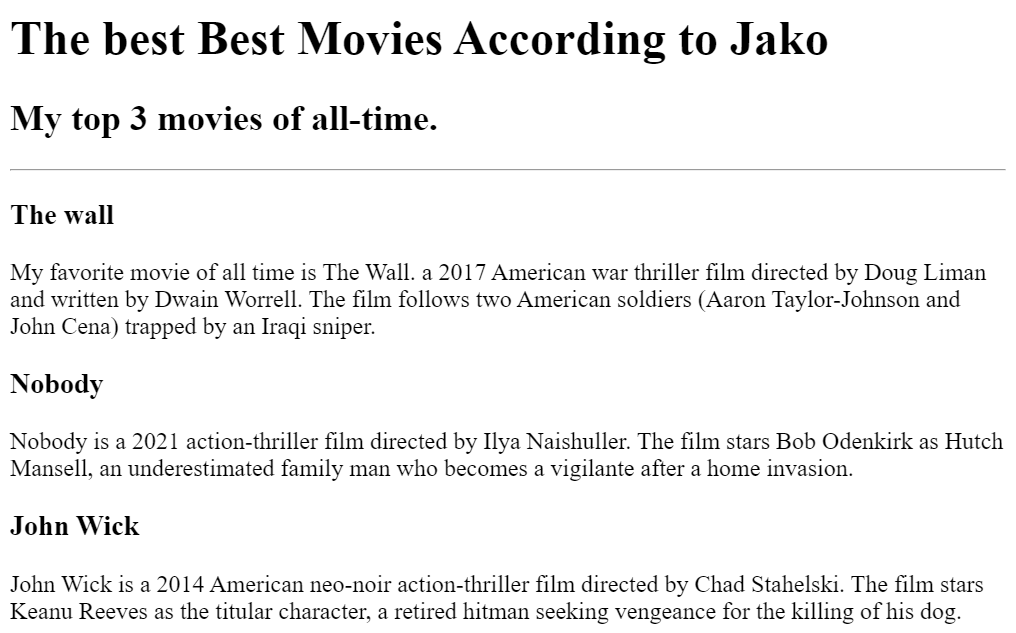 The best Best Movies According to Jako
My top 3 movies of all-time.
The wall
My favorite movie of all time is The Wall. a 2017 American war thriller film directed by Doug Liman
and written by Dwain Worrell. The film follows two American soldiers (Aaron Taylor-Johnson and
John Cena) trapped by an Iraqi sniper.
Nobody
Nobody is a 2021 action-thriller film directed by Ilya Naishuller. The film stars Bob Odenkirk as Hutch
Mansell, an underestimated family man who becomes a vigilante after a home invasion.
John Wick
John Wick is a 2014 American neo-noir action-thriller film directed by Chad Stahelski. The film stars
Keanu Reeves as the titular character, a retired hitman seeking vengeance for the killing of his dog.